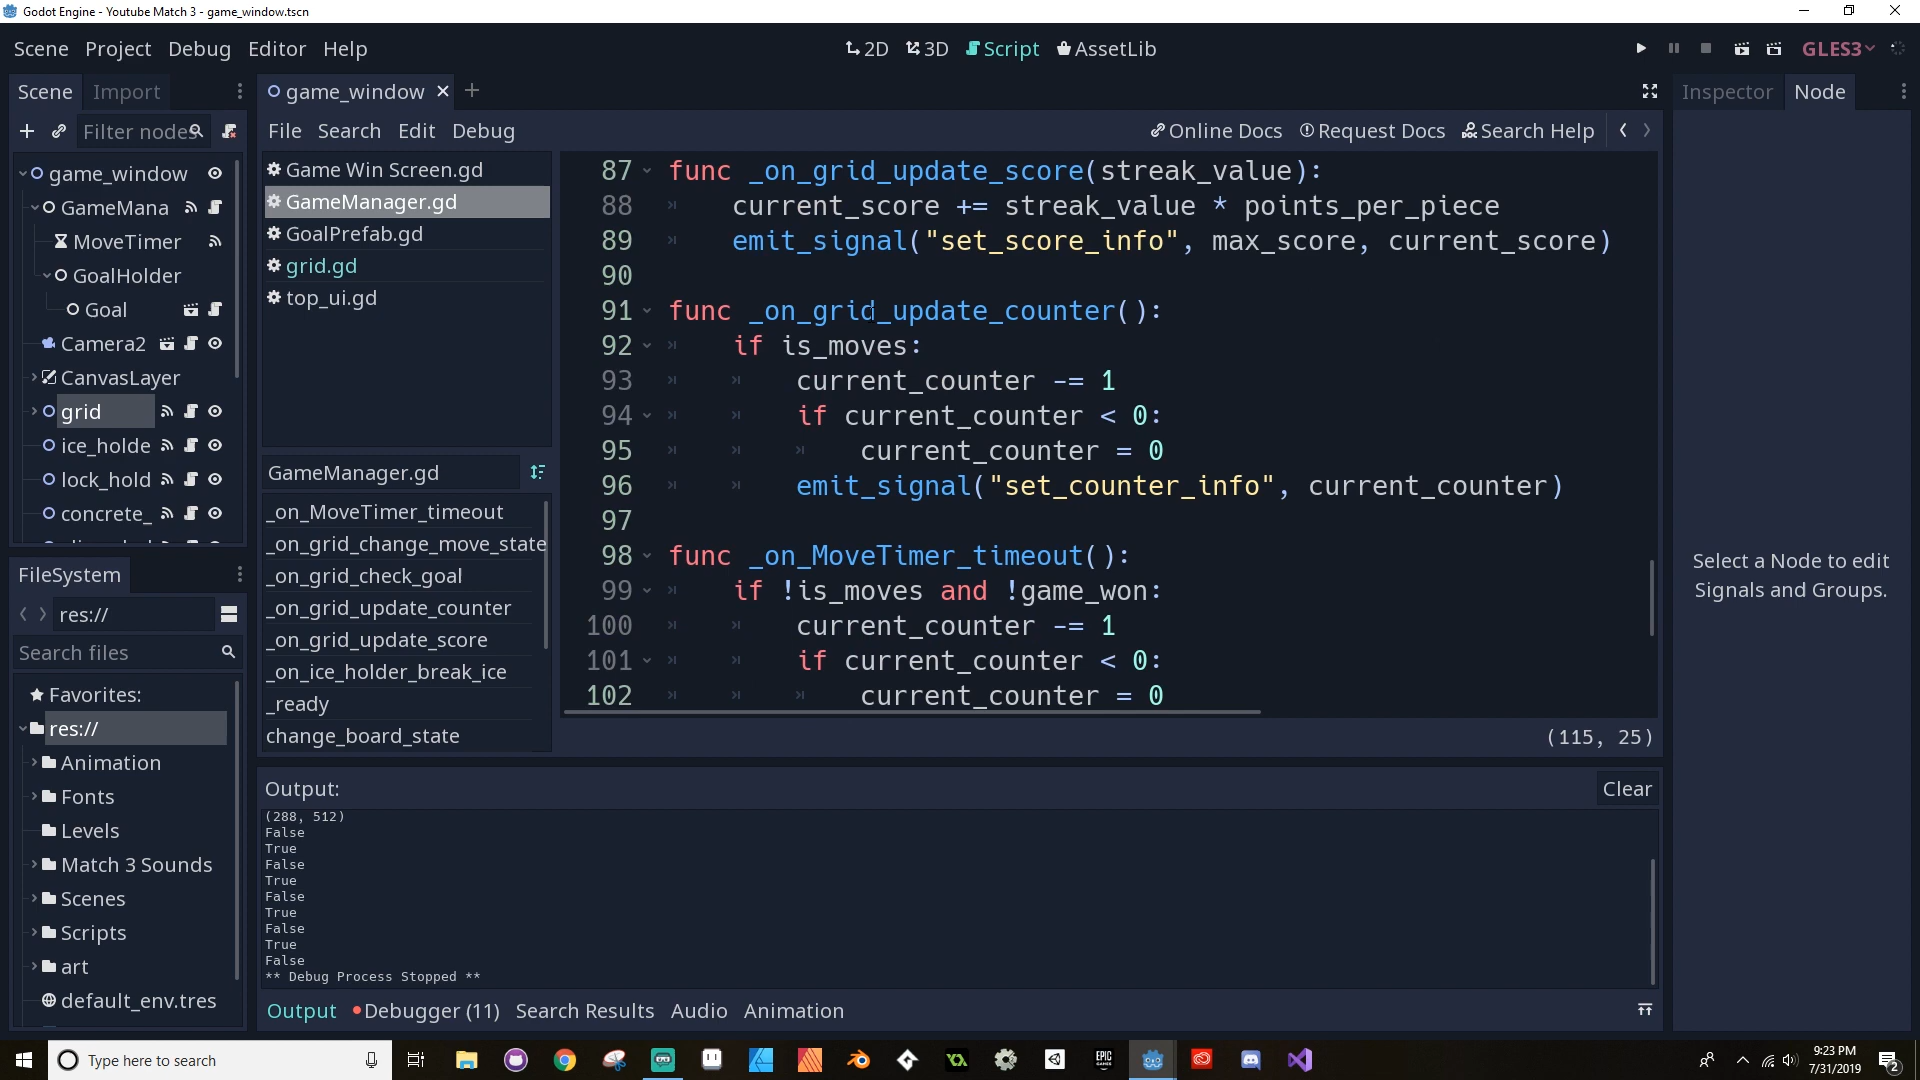 Godot Engine - Youtube Match 3 - game_window.tscn
Scene Project Debug Editor Help
2D 3D Script AssetLib
GLES3
Scene Import
Filter nodes
game_window
GameMana
MoveTimer
GoalHolder
Goal
Camera2
CanvasLayer
grid
ice_holde
lock_hold
concrete_
FileSystem
res://
Search files
Favorites:
res://
Animation
Fonts
Levels
Match 3 Sounds
Scenes
Scripts
art
default_env.tres
game_window
File Search Edit Debug
Online Docs Request Docs Search Help
Game Win Screen.gd
GameManager.gd
GoalPrefab.gd
grid.gd
top_ui.gd
GameManager.gd
_on_MoveTimer_timeout
_on_grid_change_move_state
_on_grid_check_goal
_on_grid_update_counter
_on_grid_update_score
_on_ice_holder_break_ice
_ready
change_board_state
87 func _on_grid_update_score(streak_value):
88 current_score += streak_value * points_per_piece
89 emit_signal("set_score_info", max_score, current_score)
90
91 func _on_grid_update_counter():
92 if is_moves:
93 current_counter -= 1
94 if current_counter < 0:
95 current_counter = 0
96 emit_signal("set_counter_info", current_counter)
97
98 func _on_MoveTimer_timeout():
99 if !is_moves and !game_won:
100 current_counter -= 1
101 if current_counter < 0:
102 current_counter = 0
(115, 25)
Output:
Clear
(288, 512)
False
True
False
True
False
True
False
True
False
** Debug Process Stopped **
Output Debugger (11) Search Results Audio Animation
Inspector Node
Select a Node to edit
Signals and Groups.
Type here to search
EPIC
GAMES
9:23 PM
7/31/2019
2